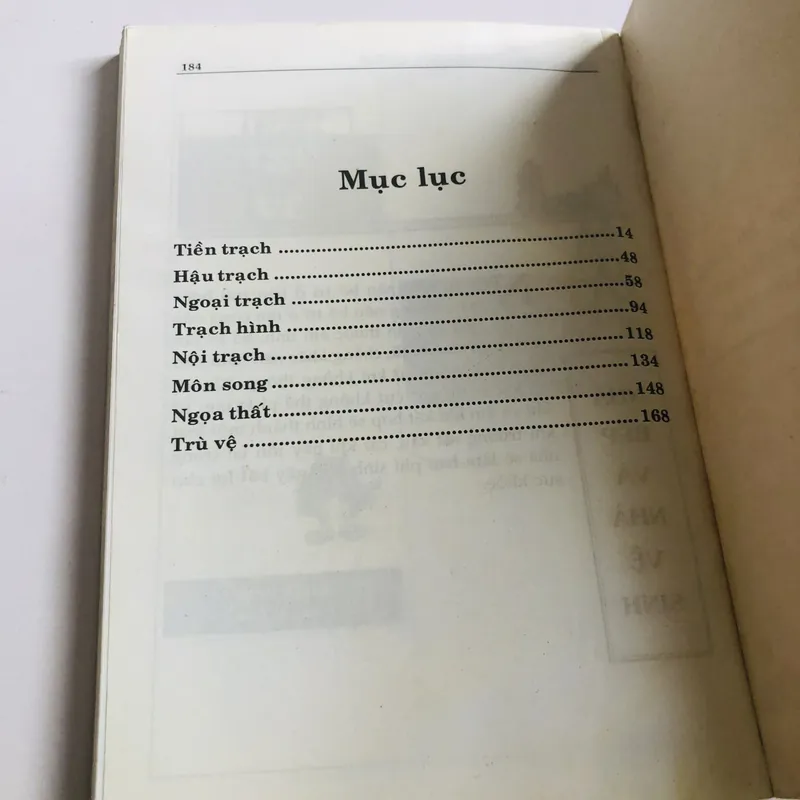 184
Mục lục
Tiền trạch ..........................................................14
Hậu trạch ............................................................48
Ngoại trạch .........................................................58
Trạch hình ..........................................................94
Nội trạch ............................................................118
Môn song ............................................................134
Ngọa thất............................................................148
Trù vệ ................................................................168